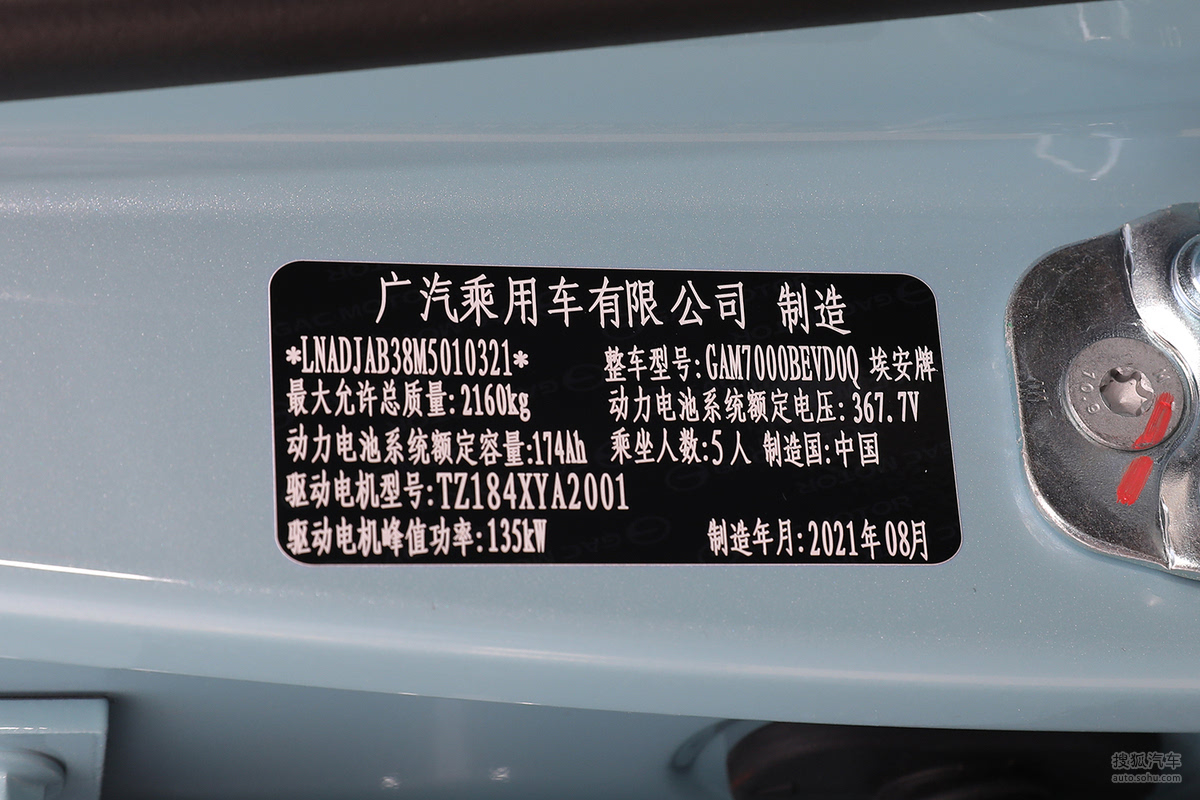 广汽乘用车有限公司 制造
*LNADJAB38M5010321* 整车型号:GAM7000BEVD0Q 埃安牌
最大允许总质量:2160kg 动力电池系统额定电压:367.7V
动力电池系统额定容量:174Ah 乘坐人数:5人 制造国:中国
驱动电机型号:TZ184XYA2001
驱动电机峰值功率:135kW 制造年月:2021年08月
搜狐汽车
auto.sohu.com